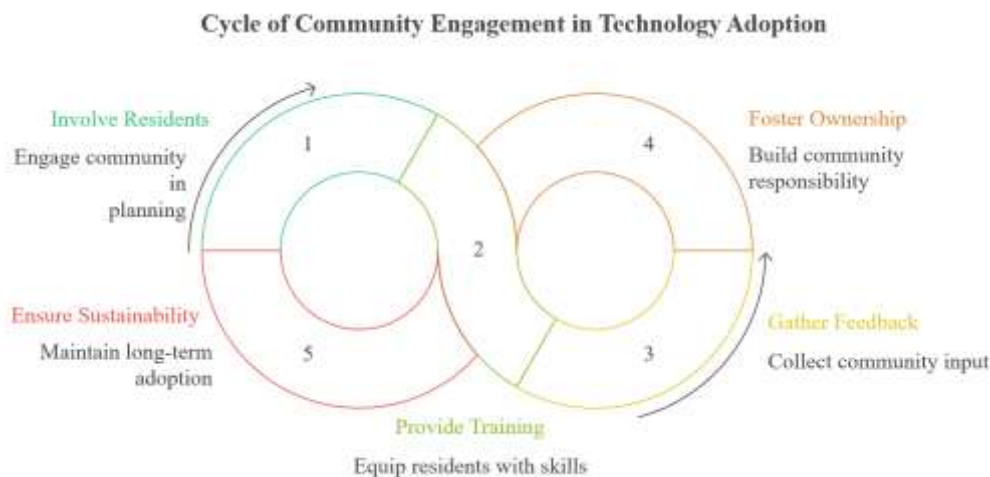 Cycle of Community Engagement in Technology Adoption
Involve Residents
Engage community
in
planning
1
4
Foster Ownership
Build community
responsibility
2
Ensure Sustainability
Maintain long-term
adoption
5
3
Gather Feedback
Collect community input
Provide Training
Equip residents with skills